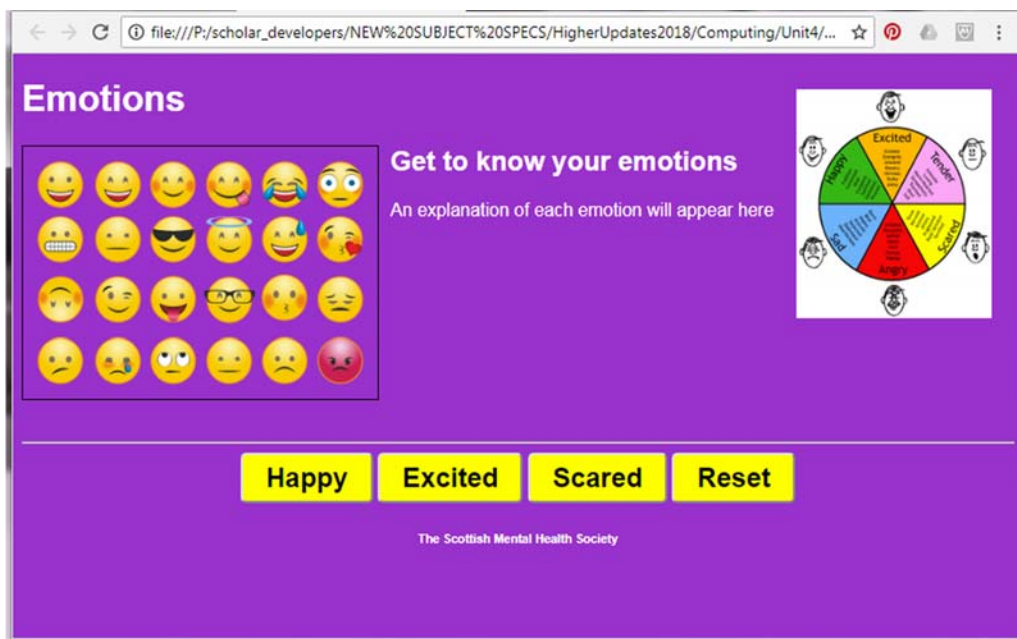 file:///P:/scholar_developers/NEW%20SUBJECT%20SPECS/HigherUpdates2018/Computing/Unit4/...
Emotions
Get to know your emotions
An explanation of each emotion will appear here
Excited
Happy
Tender
Sad
Scared
Angry
Happy
Excited
Scared
Reset
The Scottish Mental Health Society